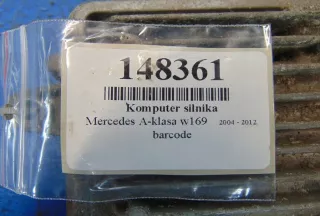 148361
Komputer silnika
Mercedes A-klasa w169 2004 - 2012
barcode